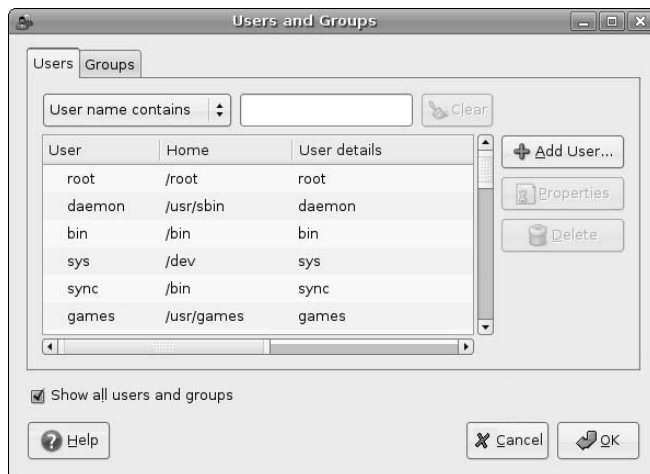 Users and Groups
Users Groups
User name contains Clear
User Home User details
root /root root
daemon /usr/sbin daemon
bin /bin bin
sys /dev sys
sync /bin sync
games /usr/games games
Add User...
Properties
Delete
Show all users and groups
Help Cancel OK